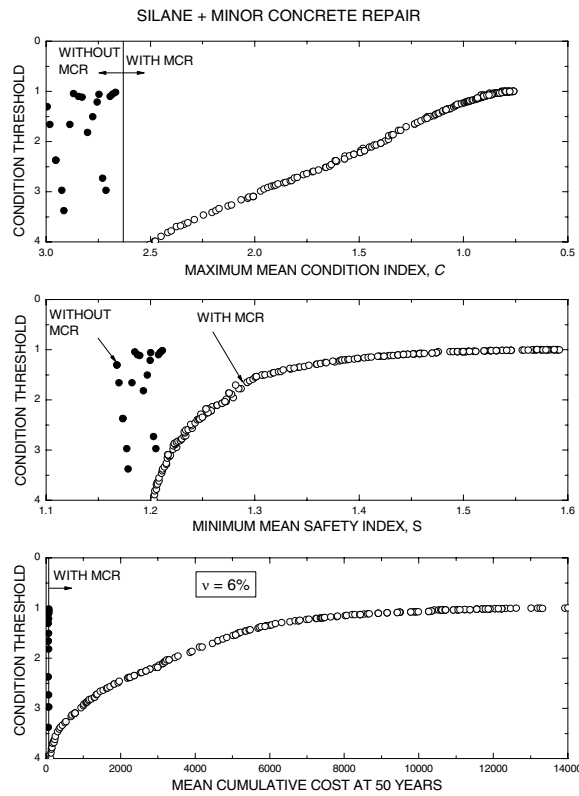 SILANE + MINOR CONCRETE REPAIR
0
1
2
3
4
CONDITION THRESHOLD
WITHOUT
MCR
WITH MCR
3.0
2.5
2.0
1.5
1.0
0.5
MAXIMUM MEAN CONDITION INDEX, C
0
1
2
3
4
CONDITION THRESHOLD
WITHOUT
MCR
WITH MCR
1.1
1.2
1.3
1.4
1.5
1.6
MINIMUM MEAN SAFETY INDEX, S
0
1
2
3
4
CONDITION THRESHOLD
WITH MCR
ν = 6%
0
2000
4000
6000
8000
10000
12000
14000
MEAN CUMULATIVE COST AT 50 YEARS